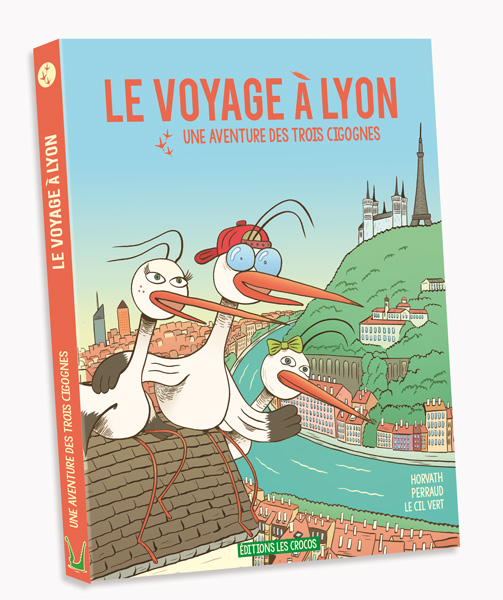 LE VOYAGE À LYON
UNE AVENTURE DES TROIS CIGOGNES
HORVATH
PERRAUD
LE CIL VERT
ÉDITIONS LES CROCOS
LE VOYAGE À LYON
UNE AVENTURE DES TROIS CIGOGNES